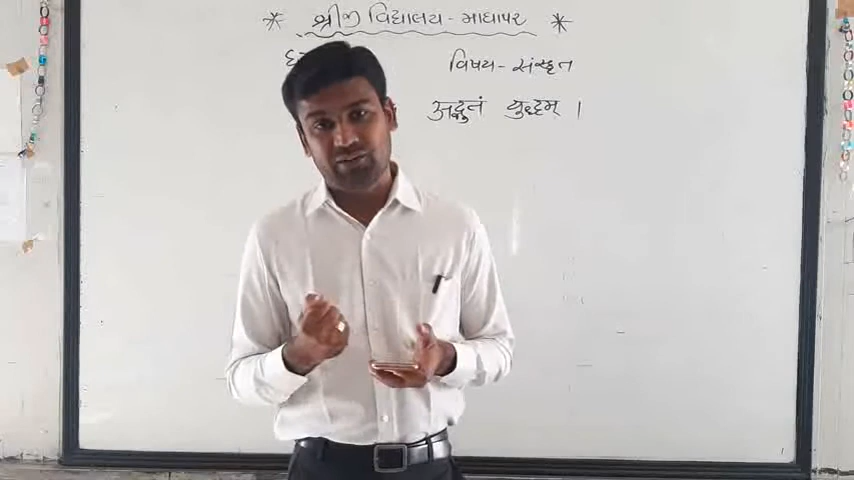 * શ્રીજી વિદ્યાલય - માધાપર *
વિષય - સંસ્કૃત
अद्भुतं युद्धम् ।